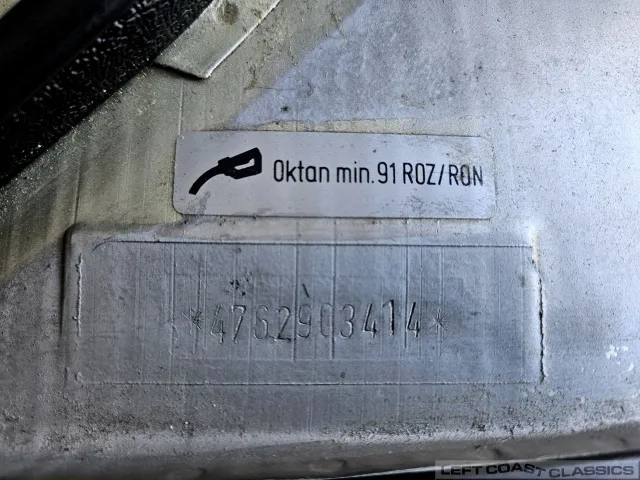 Oktan min. 91 ROZ/RON
*4762903414*
LEFT COAST CLASSICS